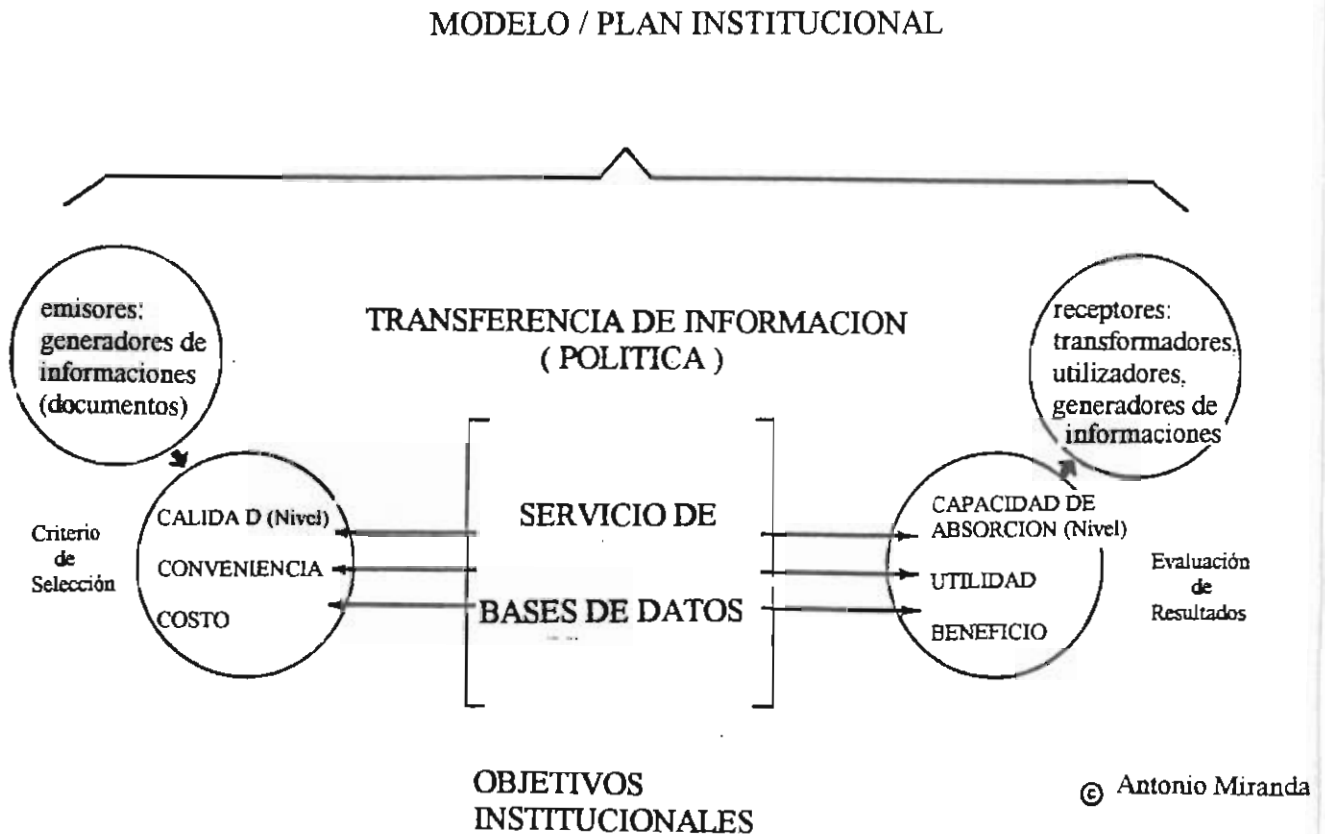 MODELO / PLAN INSTITUCIONAL
emisores:
generadores de
informaciones
(documentos)
TRANSFERENCIA DE INFORMACION
( POLITICA )
receptores:
transformadores,
utilizadores,
generadores de
informaciones
Criterio
de
Selección
CALIDA D (Nivel)
CONVENIENCIA
COSTO
SERVICIO DE
BASES DE DATOS
CAPACIDAD DE
ABSORCION (Nivel)
UTILIDAD
BENEFICIO
Evaluación
de
Resultados
OBJETIVOS
INSTITUCIONALES
© Antonio Miranda